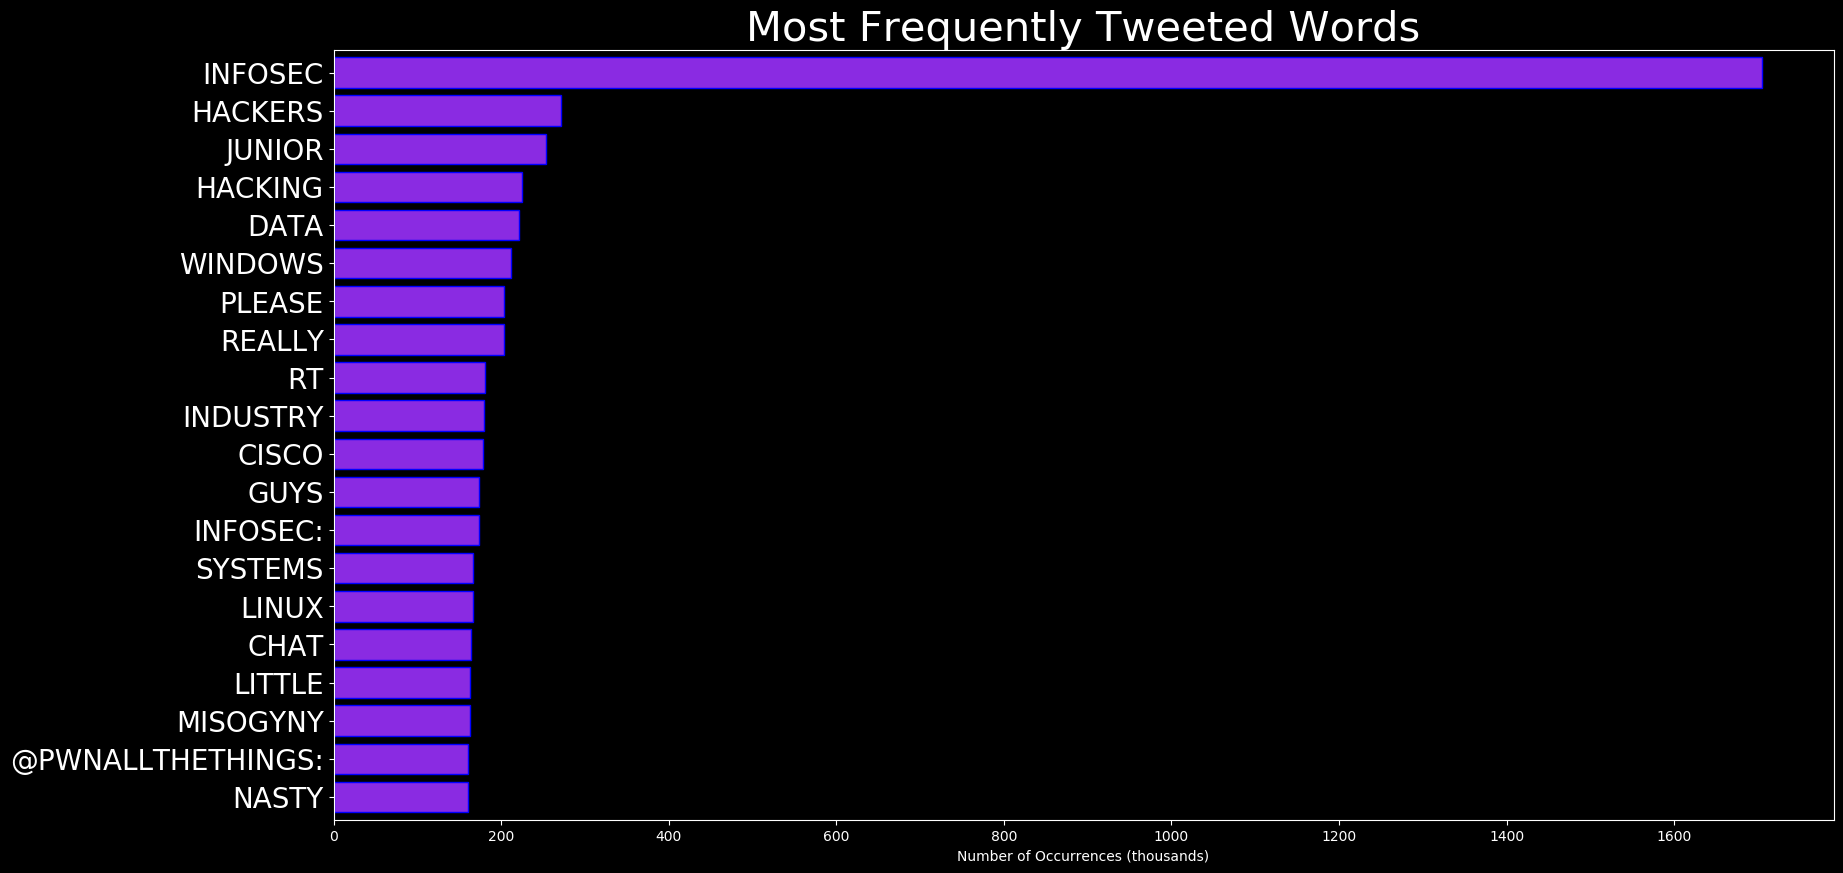 Most Frequently Tweeted Words
INFOSEC
HACKERS
JUNIOR
HACKING
DATA
WINDOWS
PLEASE
REALLY
RT
INDUSTRY
CISCO
GUYS
INFOSEC:
SYSTEMS
LINUX
CHAT
LITTLE
MISOGYNY
@PWNALLTHETHINGS:
NASTY
0 200 400 600 800 1000 1200 1400 1600
Number of Occurrences (thousands)